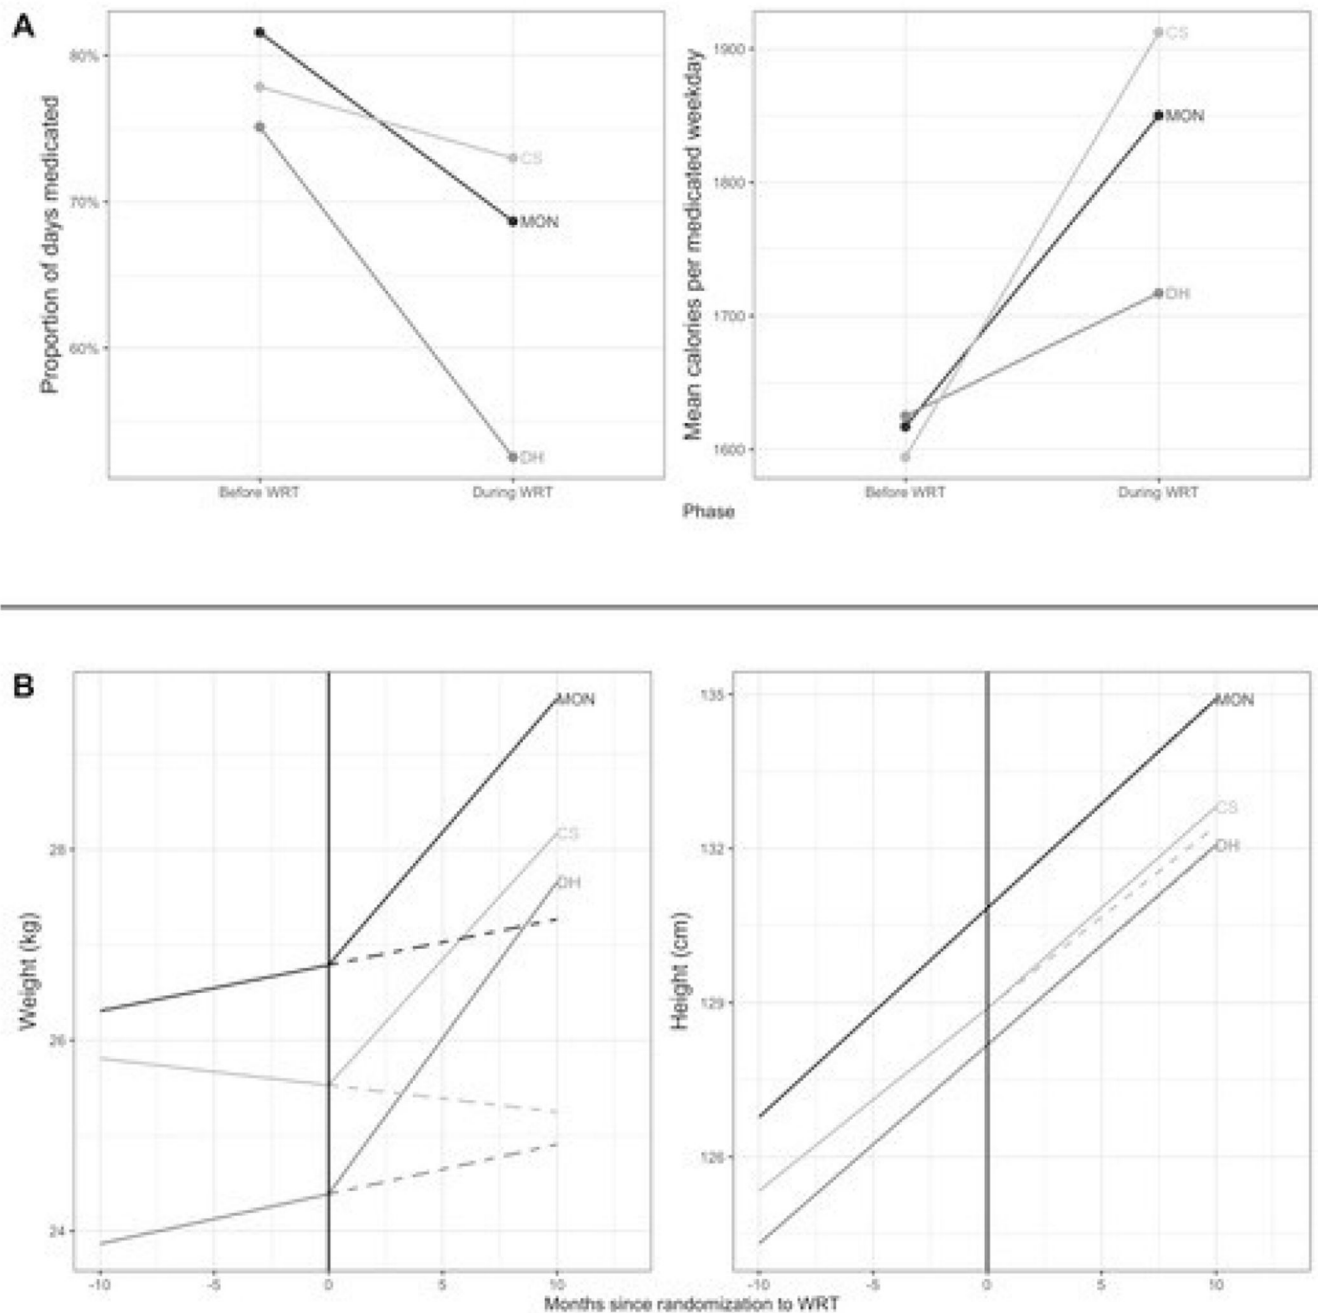 A
Proportion of days medicated
80%
70%
60%
CS
MON
DH
Before WRT
During WRT
Mean calories per medicated weekday
1900
1800
1700
1600
CS
MON
DH
Before WRT
During WRT
Phase
B
Weight (kg)
28
26
24
MON
CS
DH
-10
-5
0
5
10
Height (cm)
135
132
129
126
MON
CS
DH
-10
-5
0
5
10
Months since randomization to WRT